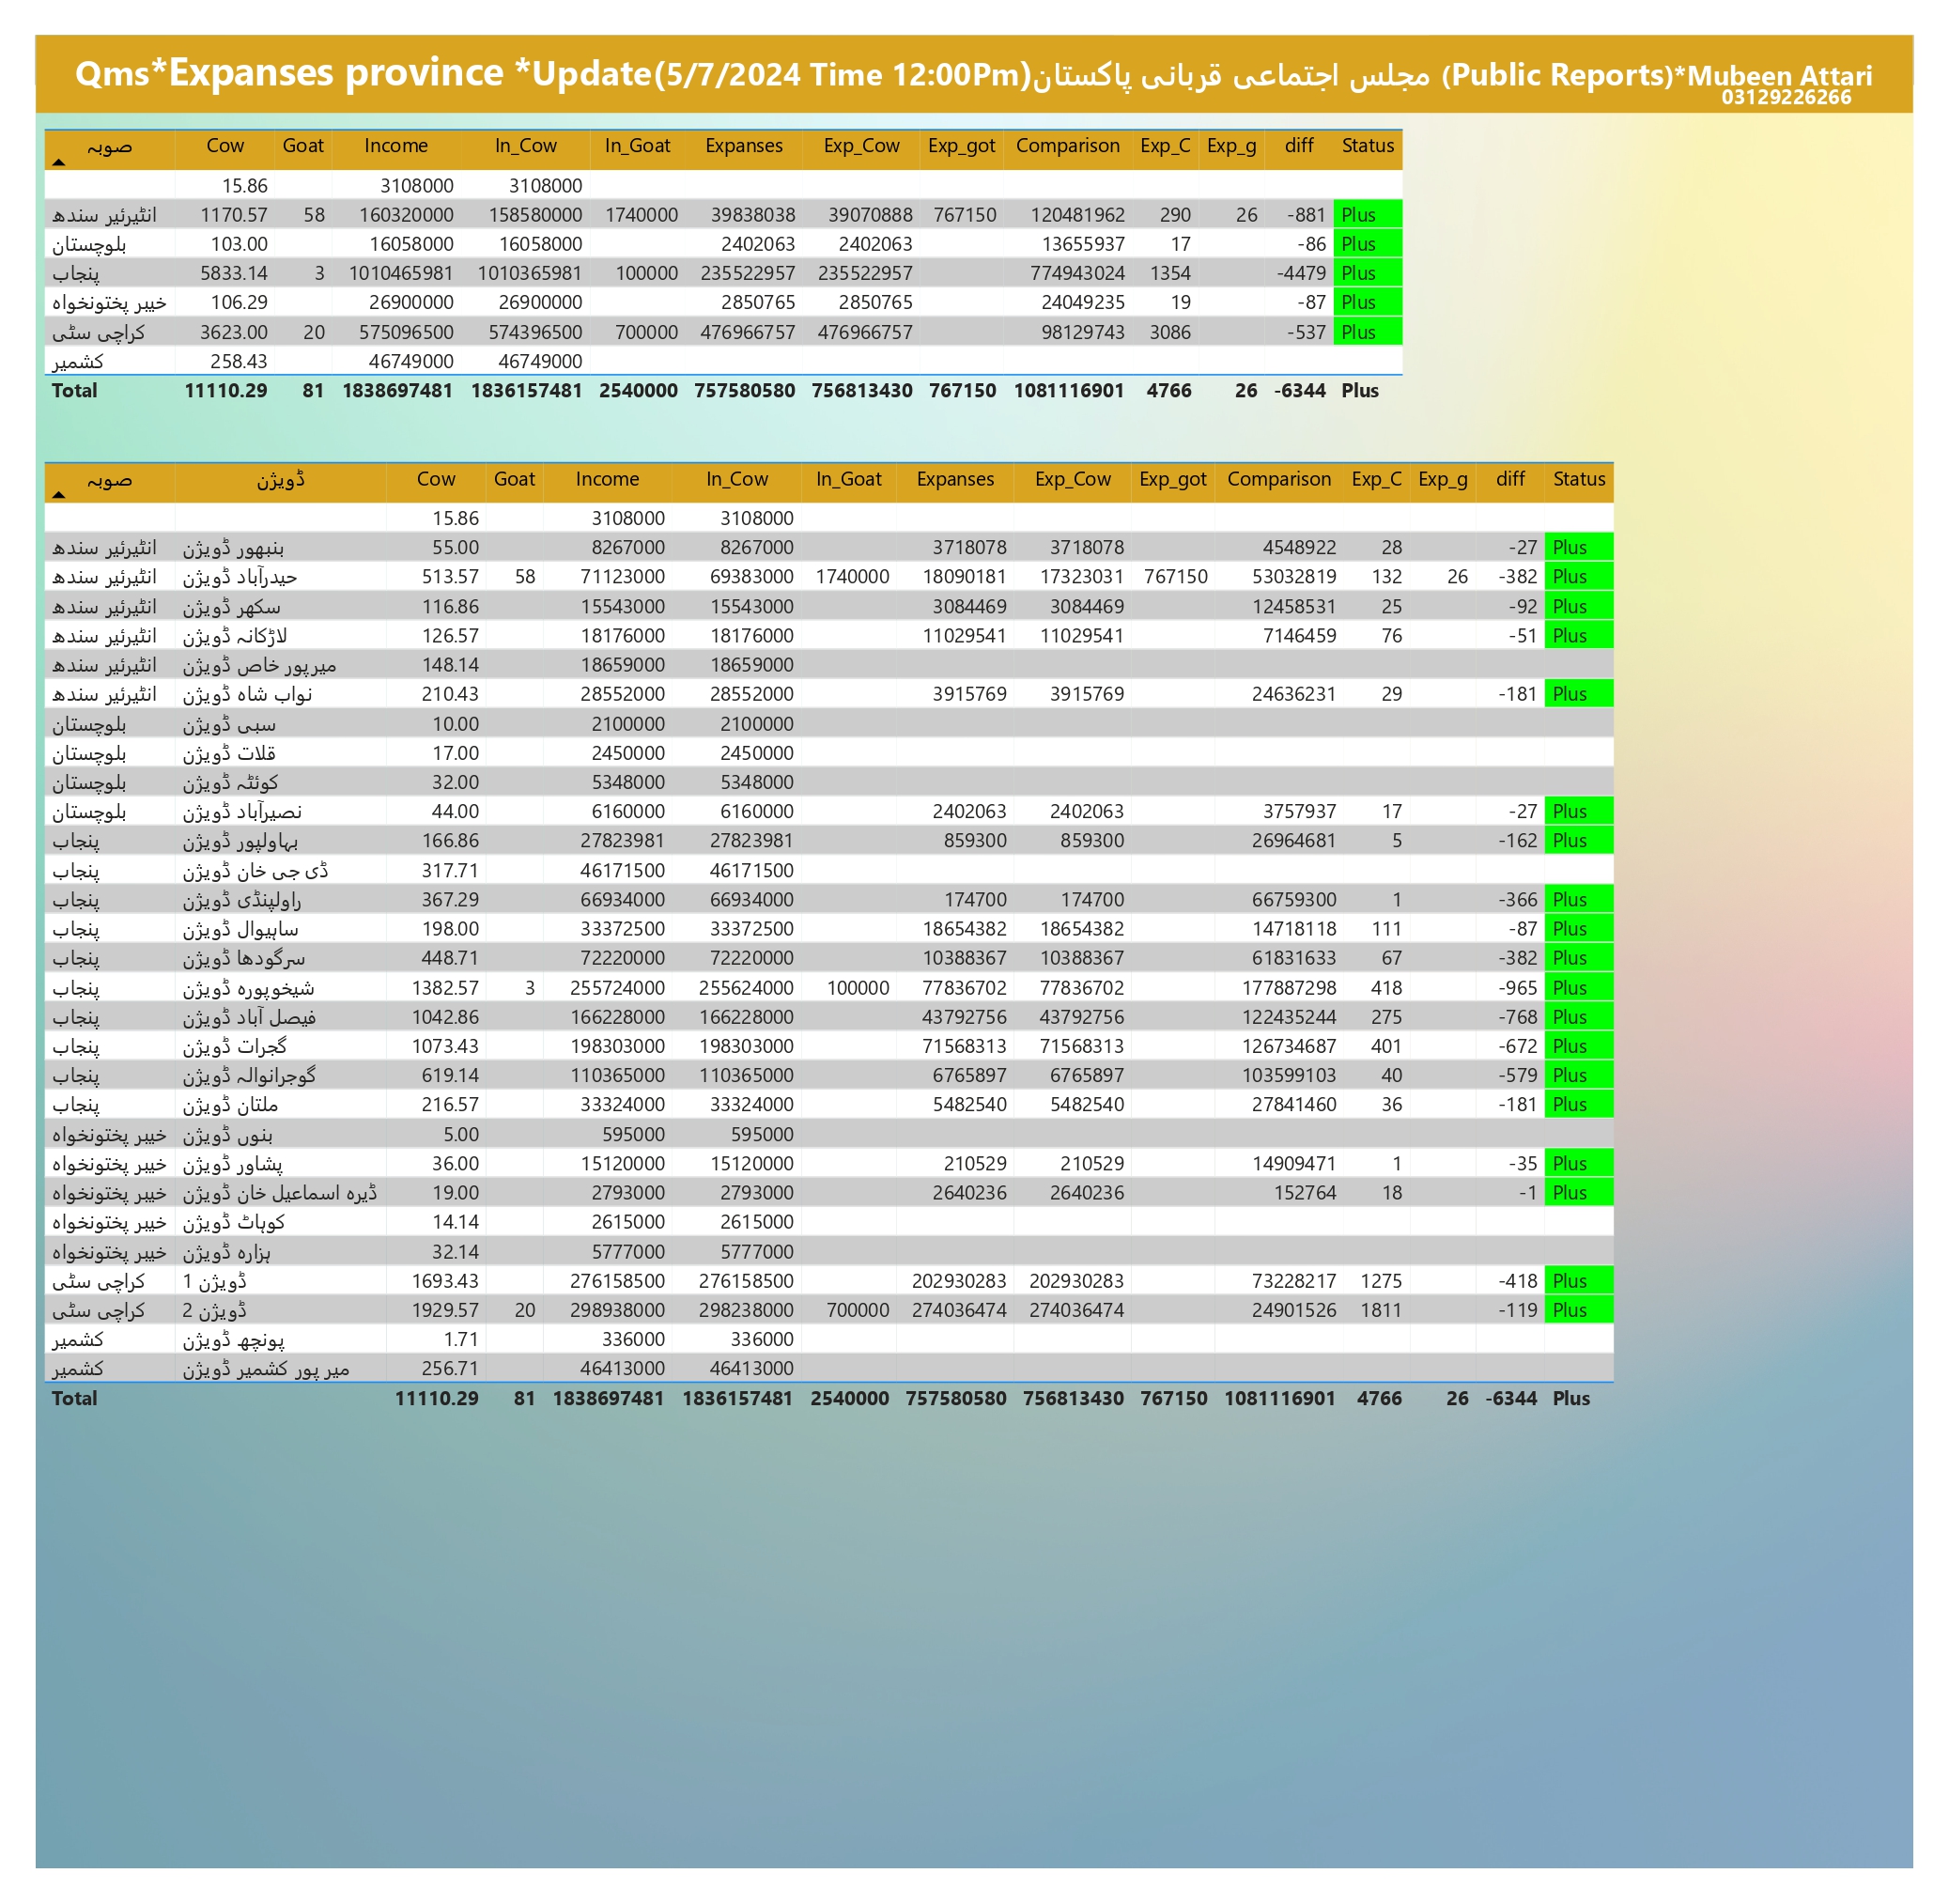 Qms*Expanses province *Update(5/7/2024 Time 12:00Pm)مجلس اجتماعی قربانی پاکستان (Public Reports)*Mubeen Attari
03129226266
صوبہ Cow Goat Income In_Cow In_Goat Expanses Exp_Cow Exp_got Comparison Exp_C Exp_g diff Status
15.86 3108000 3108000
انٹیرئیر سندھ 1170.57 58 160320000 158580000 1740000 39838038 39070888 767150 120481962 290 26 -881 Plus
بلوچستان 103.00 16058000 16058000 2402063 2402063 13655937 17 -86 Plus
پنجاب 5833.14 3 1010465981 1010365981 100000 235522957 235522957 774943024 1354 -4479 Plus
خیبر پختونخواہ 106.29 26900000 26900000 2850765 2850765 24049235 19 -87 Plus
کراچی سٹی 3623.00 20 575096500 574396500 700000 476966757 476966757 98129743 3086 -537 Plus
کشمیر 258.43 46749000 46749000
Total 11110.29 81 1838697481 1836157481 2540000 757580580 756813430 767150 1081116901 4766 26 -6344 Plus
صوبہ ڈویژن Cow Goat Income In_Cow In_Goat Expanses Exp_Cow Exp_got Comparison Exp_C Exp_g diff Status
15.86 3108000 3108000
انٹیرئیر سندھ بنبھور ڈویژن 55.00 8267000 8267000 3718078 3718078 4548922 28 -27 Plus
انٹیرئیر سندھ حیدرآباد ڈویژن 513.57 58 71123000 69383000 1740000 18090181 17323031 767150 53032819 132 26 -382 Plus
انٹیرئیر سندھ سکھر ڈویژن 116.86 15543000 15543000 3084469 3084469 12458531 25 -92 Plus
انٹیرئیر سندھ لاڑکانہ ڈویژن 126.57 18176000 18176000 11029541 11029541 7146459 76 -51 Plus
انٹیرئیر سندھ میرپور خاص ڈویژن 148.14 18659000 18659000
انٹیرئیر سندھ نواب شاہ ڈویژن 210.43 28552000 28552000 3915769 3915769 24636231 29 -181 Plus
بلوچستان سبی ڈویژن 10.00 2100000 2100000
بلوچستان قلات ڈویژن 17.00 2450000 2450000
بلوچستان کوئٹہ ڈویژن 32.00 5348000 5348000
بلوچستان نصیرآباد ڈویژن 44.00 6160000 6160000 2402063 2402063 3757937 17 -27 Plus
پنجاب بہاولپور ڈویژن 166.86 27823981 27823981 859300 859300 26964681 5 -162 Plus
پنجاب ڈی جی خان ڈویژن 317.71 46171500 46171500
پنجاب راولپنڈی ڈویژن 367.29 66934000 66934000 174700 174700 66759300 1 -366 Plus
پنجاب ساہیوال ڈویژن 198.00 33372500 33372500 18654382 18654382 14718118 111 -87 Plus
پنجاب سرگودھا ڈویژن 448.71 72220000 72220000 10388367 10388367 61831633 67 -382 Plus
پنجاب شیخوپورہ ڈویژن 1382.57 3 255724000 255624000 100000 77836702 77836702 177887298 418 -965 Plus
پنجاب فیصل آباد ڈویژن 1042.86 166228000 166228000 43792756 43792756 122435244 275 -768 Plus
پنجاب گجرات ڈویژن 1073.43 198303000 198303000 71568313 71568313 126734687 401 -672 Plus
پنجاب گوجرانوالہ ڈویژن 619.14 110365000 110365000 6765897 6765897 103599103 40 -579 Plus
پنجاب ملتان ڈویژن 216.57 33324000 33324000 5482540 5482540 27841460 36 -181 Plus
خیبر پختونخواہ بنوں ڈویژن 5.00 595000 595000
خیبر پختونخواہ پشاور ڈویژن 36.00 15120000 15120000 210529 210529 14909471 1 -35 Plus
خیبر پختونخواہ ڈیرہ اسماعیل خان ڈویژن 19.00 2793000 2793000 2640236 2640236 152764 18 -1 Plus
خیبر پختونخواہ کوہاٹ ڈویژن 14.14 2615000 2615000
خیبر پختونخواہ ہزارہ ڈویژن 32.14 5777000 5777000
کراچی سٹی ڈویژن 1 1693.43 276158500 276158500 202930283 202930283 73228217 1275 -418 Plus
کراچی سٹی ڈویژن 2 1929.57 20 298938000 298238000 700000 274036474 274036474 24901526 1811 -119 Plus
کشمیر پونچھ ڈویژن 1.71 336000 336000
کشمیر میر پور کشمیر ڈویژن 256.71 46413000 46413000
Total 11110.29 81 1838697481 1836157481 2540000 757580580 756813430 767150 1081116901 4766 26 -6344 Plus